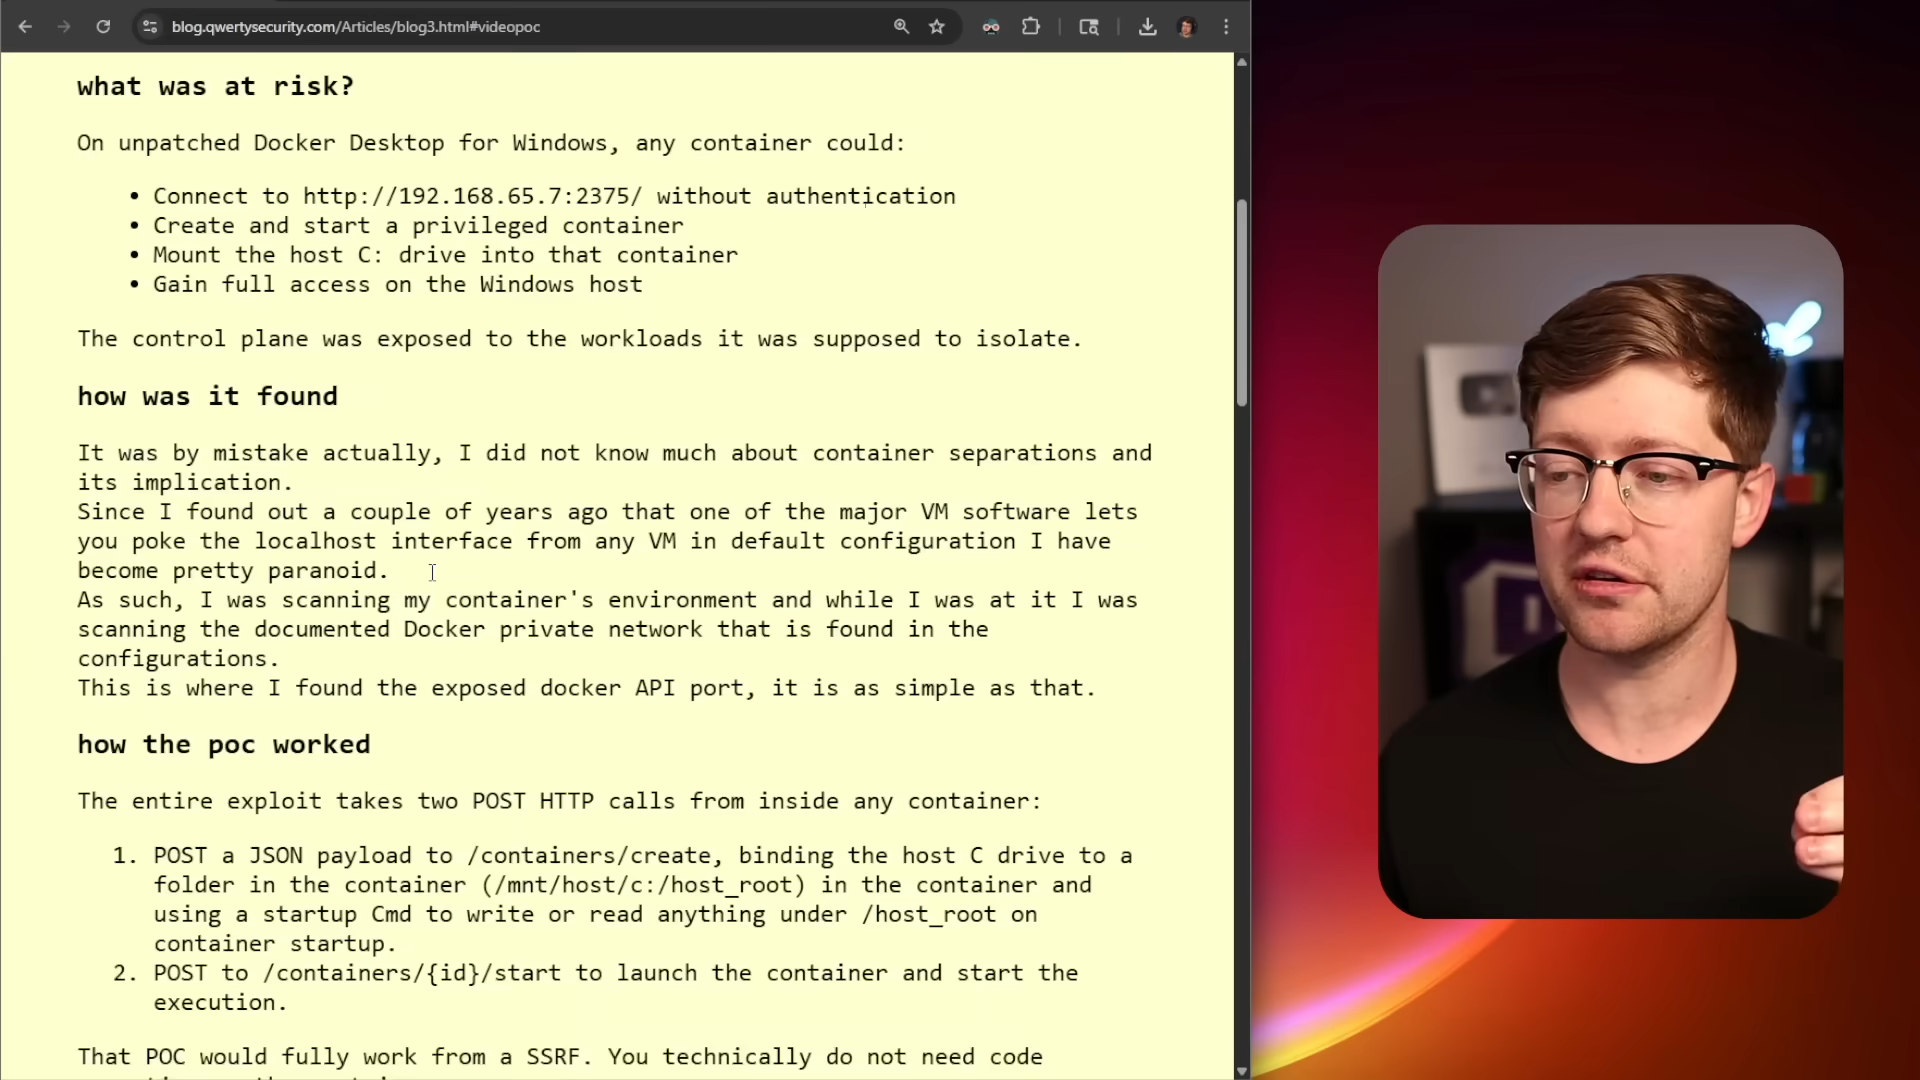 blog.qwertysecurity.com/Articles/blog3.html#videopoc
what was at risk?
On unpatched Docker Desktop for Windows, any container could:
• Connect to http://192.168.65.7:2375/ without authentication
• Create and start a privileged container
• Mount the host C: drive into that container
• Gain full access on the Windows host
The control plane was exposed to the workloads it was supposed to isolate.
how was it found
It was by mistake actually, I did not know much about container separations and
its implication.
Since I found out a couple of years ago that one of the major VM software lets
you poke the localhost interface from any VM in default configuration I have
become pretty paranoid.
As such, I was scanning my container's environment and while I was at it I was
scanning the documented Docker private network that is found in the
configurations.
This is where I found the exposed docker API port, it is as simple as that.
how the poc worked
The entire exploit takes two POST HTTP calls from inside any container:
1. POST a JSON payload to /containers/create, binding the host C drive to a
folder in the container (/mnt/host/c:/host_root) in the container and
using a startup Cmd to write or read anything under /host_root on
container startup.
2. POST to /containers/{id}/start to launch the container and start the
execution.
That POC would fully work from a SSRF. You technically do not need code